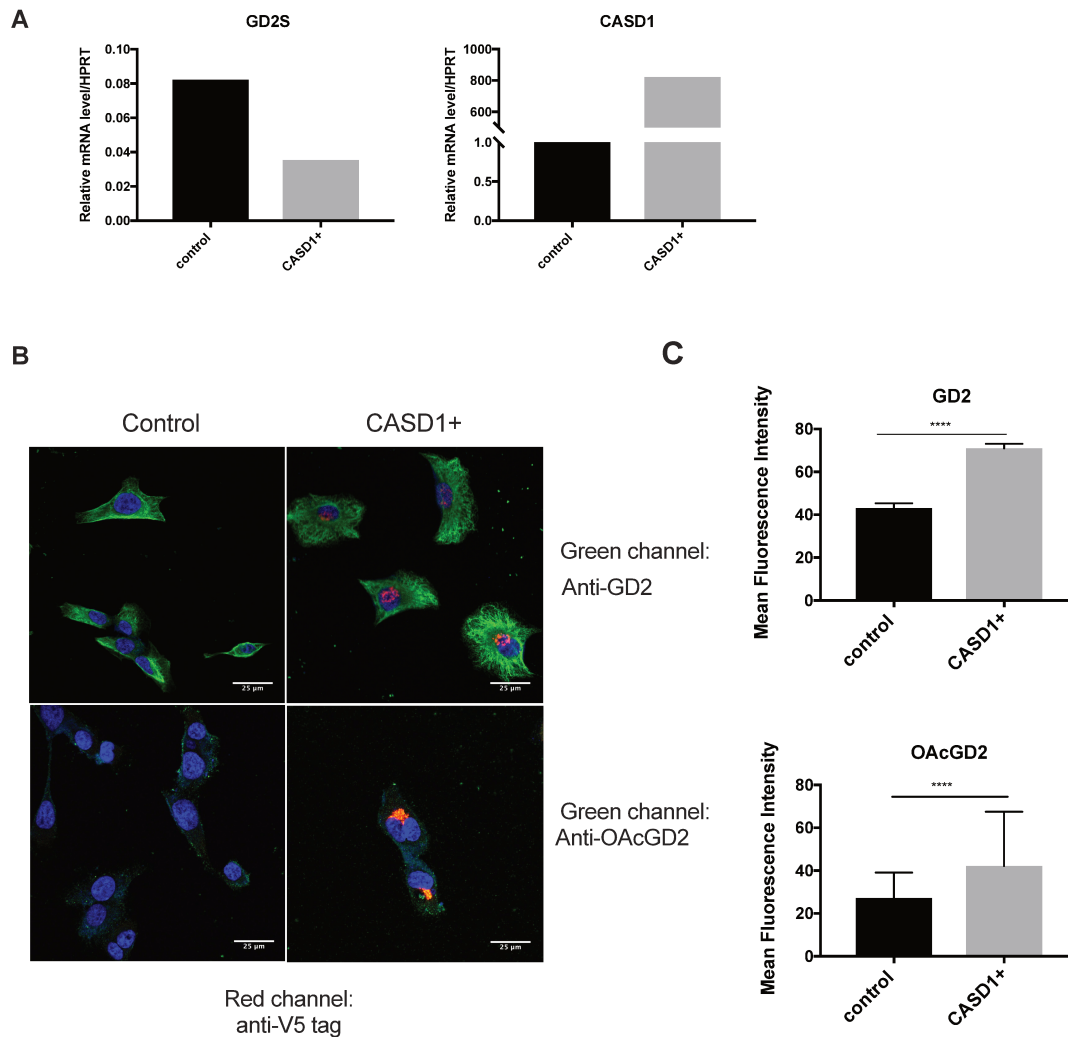 A
GD2S
Relative mRNA level/HPRT
0.10
0.08
0.06
0.04
0.02
0.00
control
CASD1+
CASD1
Relative mRNA level/HPRT
1000
800
600
1.0
0.5
0.0
control
CASD1+
B
Control
CASD1+
25 µm
25 µm
Green channel:
Anti-GD2
25 µm
25 µm
Green channel:
Anti-OAcGD2
Red channel:
anti-V5 tag
C
GD2
Mean Fluorescence Intensity
80
60
40
20
0
****
control
CASD1+
OAcGD2
Mean Fluorescence Intensity
80
60
40
20
0
****
control
CASD1+